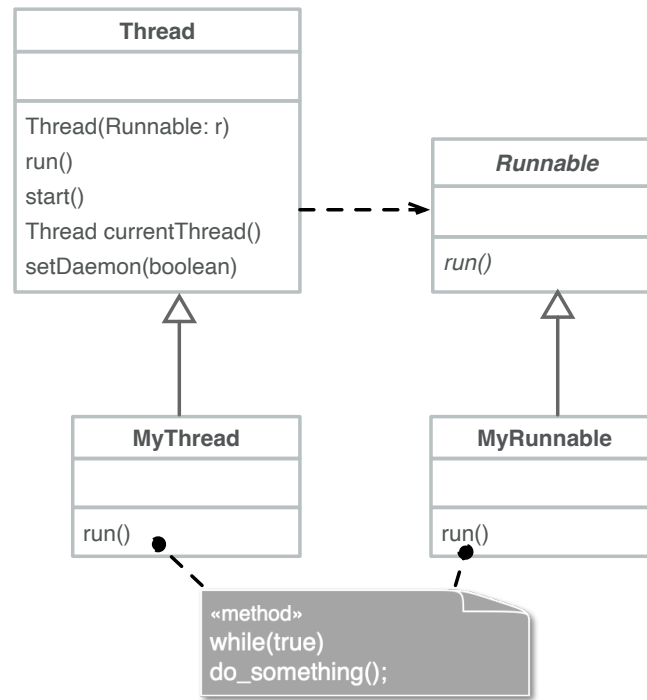 Thread
Thread(Runnable: r)
run()
start()
Thread currentThread()
setDaemon(boolean)
Runnable
run()
MyThread
run()
MyRunnable
run()
«method»
while(true)
do_something();